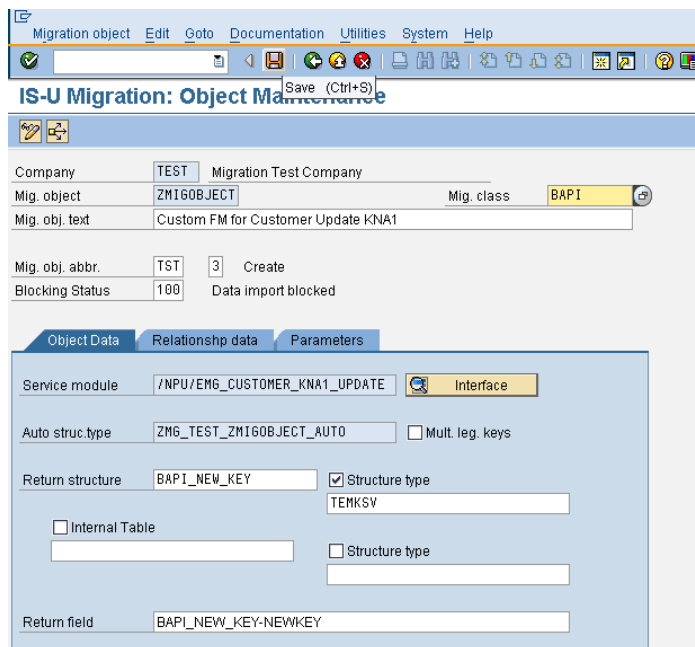 Migration object Edit Goto Documentation Utilities System Help
Save (Ctrl+S)
IS-U Migration: Object Maintenance
Company TEST Migration Test Company
Mig. object ZMIGOBJECT Mig. class BAPI
Mig. obj. text Custom FM for Customer Update KNA1
Mig. obj. abbr. TST 3 Create
Blocking Status 100 Data import blocked
Object Data Relationshp data Parameters
Service module /NPU/EMG_CUSTOMER_KNA1_UPDATE Interface
Auto struc.type ZMG_TEST_ZMIGOBJECT_AUTO Mult. leg. keys
Return structure BAPI_NEW_KEY Structure type
TEMKSV
Internal Table
Structure type
Return field BAPI_NEW_KEY-NEWKEY